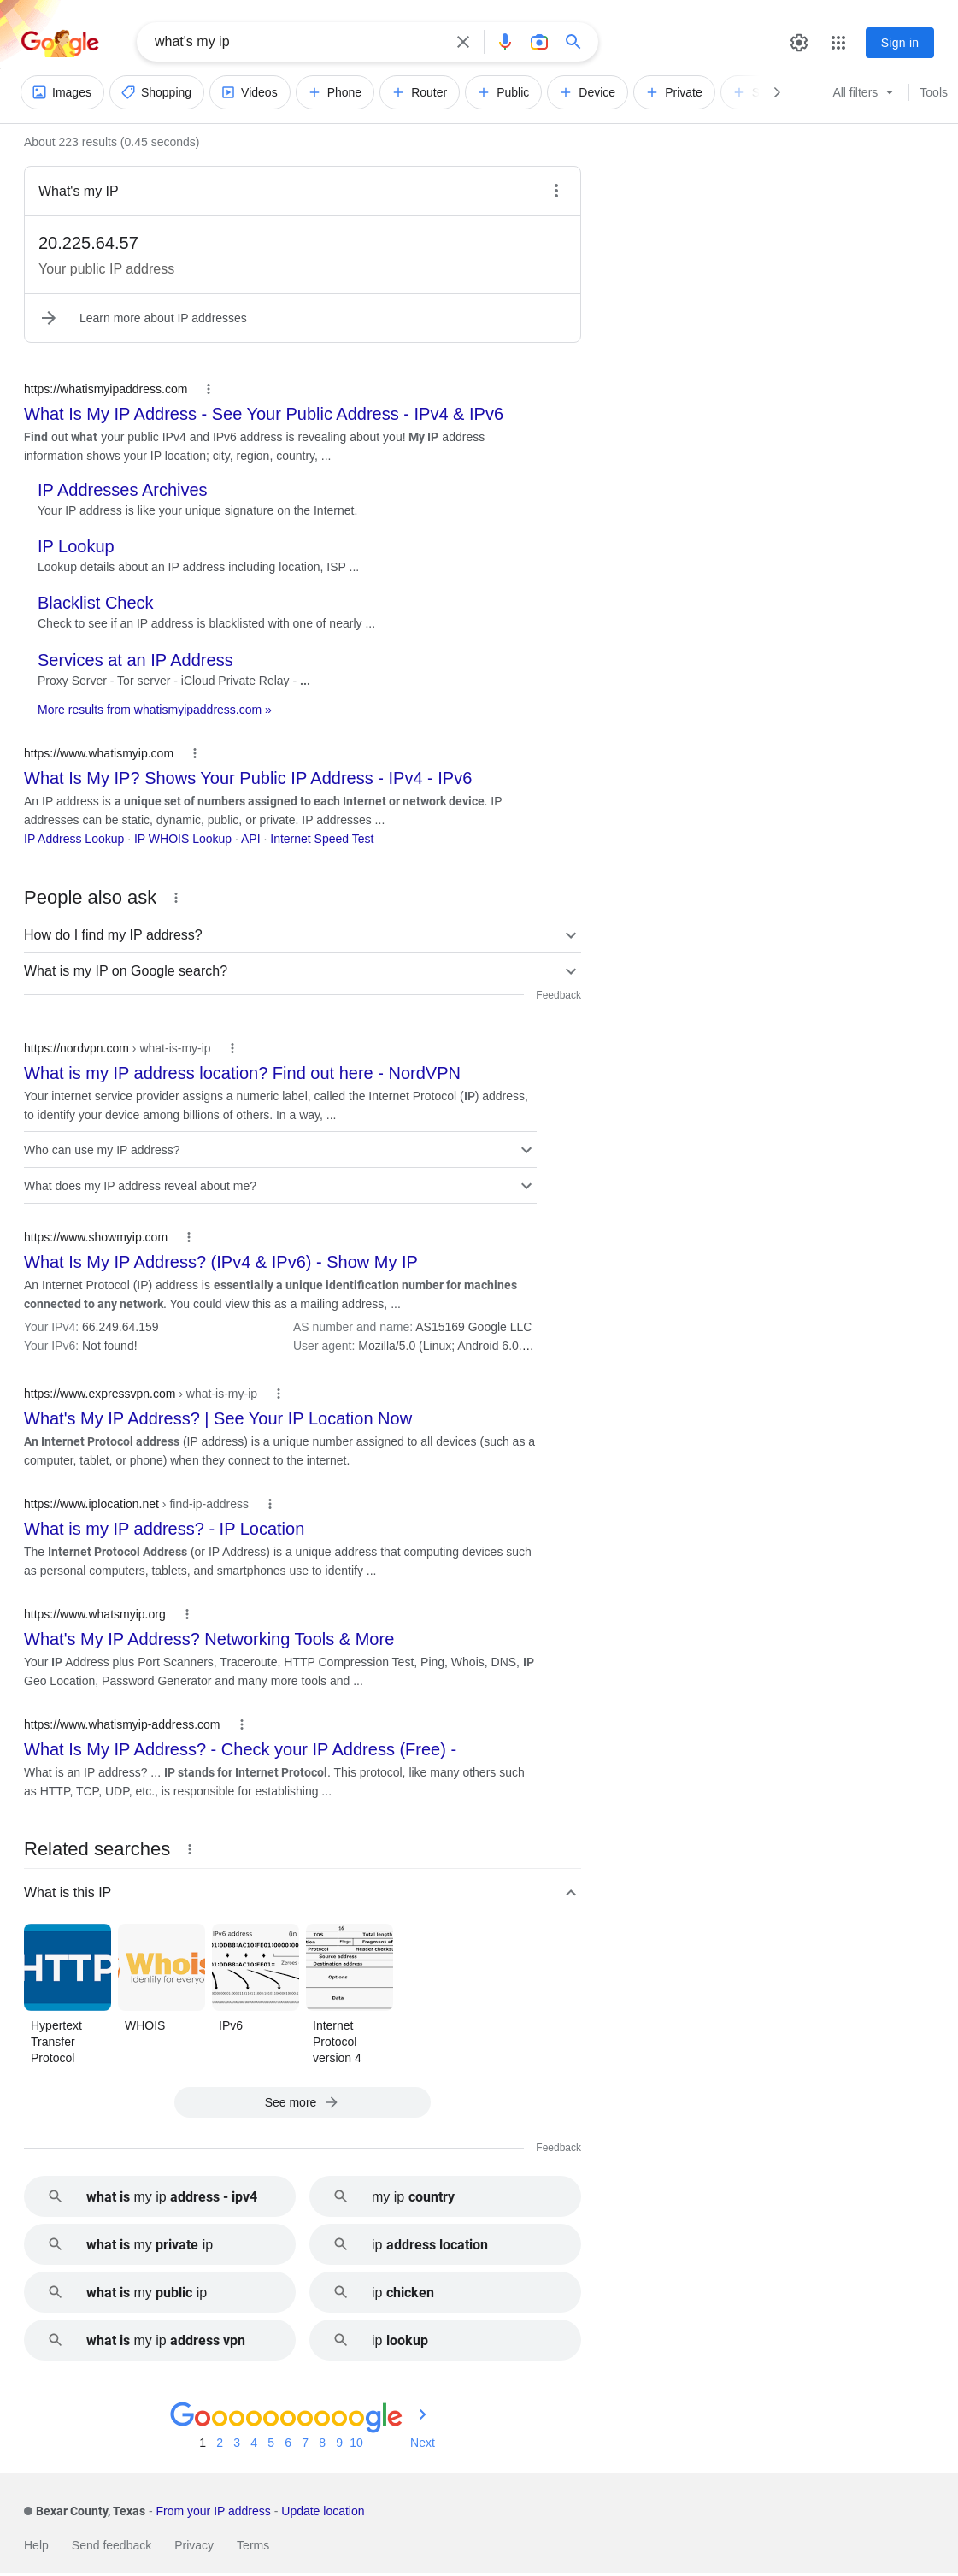 Google
what's my ip
Sign in
Images
Shopping
Videos
Phone
Router
Public
Device
Private
All filters
Tools
About 223 results (0.45 seconds)
What's my IP
20.225.64.57
Your public IP address
Learn more about IP addresses
https://whatismyipaddress.com
What Is My IP Address - See Your Public Address - IPv4 & IPv6
Find out what your public IPv4 and IPv6 address is revealing about you! My IP address
information shows your IP location; city, region, country, ...
IP Addresses Archives
Your IP address is like your unique signature on the Internet.
IP Lookup
Lookup details about an IP address including location, ISP ...
Blacklist Check
Check to see if an IP address is blacklisted with one of nearly ...
Services at an IP Address
Proxy Server - Tor server - iCloud Private Relay - ...
More results from whatismyipaddress.com »
https://www.whatismyip.com
What Is My IP? Shows Your Public IP Address - IPv4 - IPv6
An IP address is a unique set of numbers assigned to each Internet or network device. IP
addresses can be static, dynamic, public, or private. IP addresses ...
IP Address Lookup · IP WHOIS Lookup · API · Internet Speed Test
People also ask
How do I find my IP address?
What is my IP on Google search?
Feedback
https://nordvpn.com › what-is-my-ip
What is my IP address location? Find out here - NordVPN
Your internet service provider assigns a numeric label, called the Internet Protocol (IP) address,
to identify your device among billions of others. In a way, ...
Who can use my IP address?
What does my IP address reveal about me?
https://www.showmyip.com
What Is My IP Address? (IPv4 & IPv6) - Show My IP
An Internet Protocol (IP) address is essentially a unique identification number for machines
connected to any network. You could view this as a mailing address, ...
Your IPv4: 66.249.64.159
AS number and name: AS15169 Google LLC
Your IPv6: Not found!
User agent: Mozilla/5.0 (Linux; Android 6.0....
https://www.expressvpn.com › what-is-my-ip
What's My IP Address? | See Your IP Location Now
An Internet Protocol address (IP address) is a unique number assigned to all devices (such as a
computer, tablet, or phone) when they connect to the internet.
https://www.iplocation.net › find-ip-address
What is my IP address? - IP Location
The Internet Protocol Address (or IP Address) is a unique address that computing devices such
as personal computers, tablets, and smartphones use to identify ...
https://www.whatsmyip.org
What's My IP Address? Networking Tools & More
Your IP Address plus Port Scanners, Traceroute, HTTP Compression Test, Ping, Whois, DNS, IP
Geo Location, Password Generator and many more tools and ...
https://www.whatismyip-address.com
What Is My IP Address? - Check your IP Address (Free) -
What is an IP address? ... IP stands for Internet Protocol. This protocol, like many others such
as HTTP, TCP, UDP, etc., is responsible for establishing ...
Related searches
What is this IP
HTTP
Whois
Identity for everyo
IPv6 address (in
Zeroes
16
TOS Total length
Flags Fragment of
Protocol Header checksu
Source address
Destination address
Options
Data
Hypertext
Transfer
Protocol
WHOIS
IPv6
Internet
Protocol
version 4
See more
Feedback
what is my ip address - ipv4
my ip country
what is my private ip
ip address location
what is my public ip
ip chicken
what is my ip address vpn
ip lookup
Goooooooooogle
1 2 3 4 5 6 7 8 9 10 Next
Bexar County, Texas - From your IP address - Update location
Help Send feedback Privacy Terms